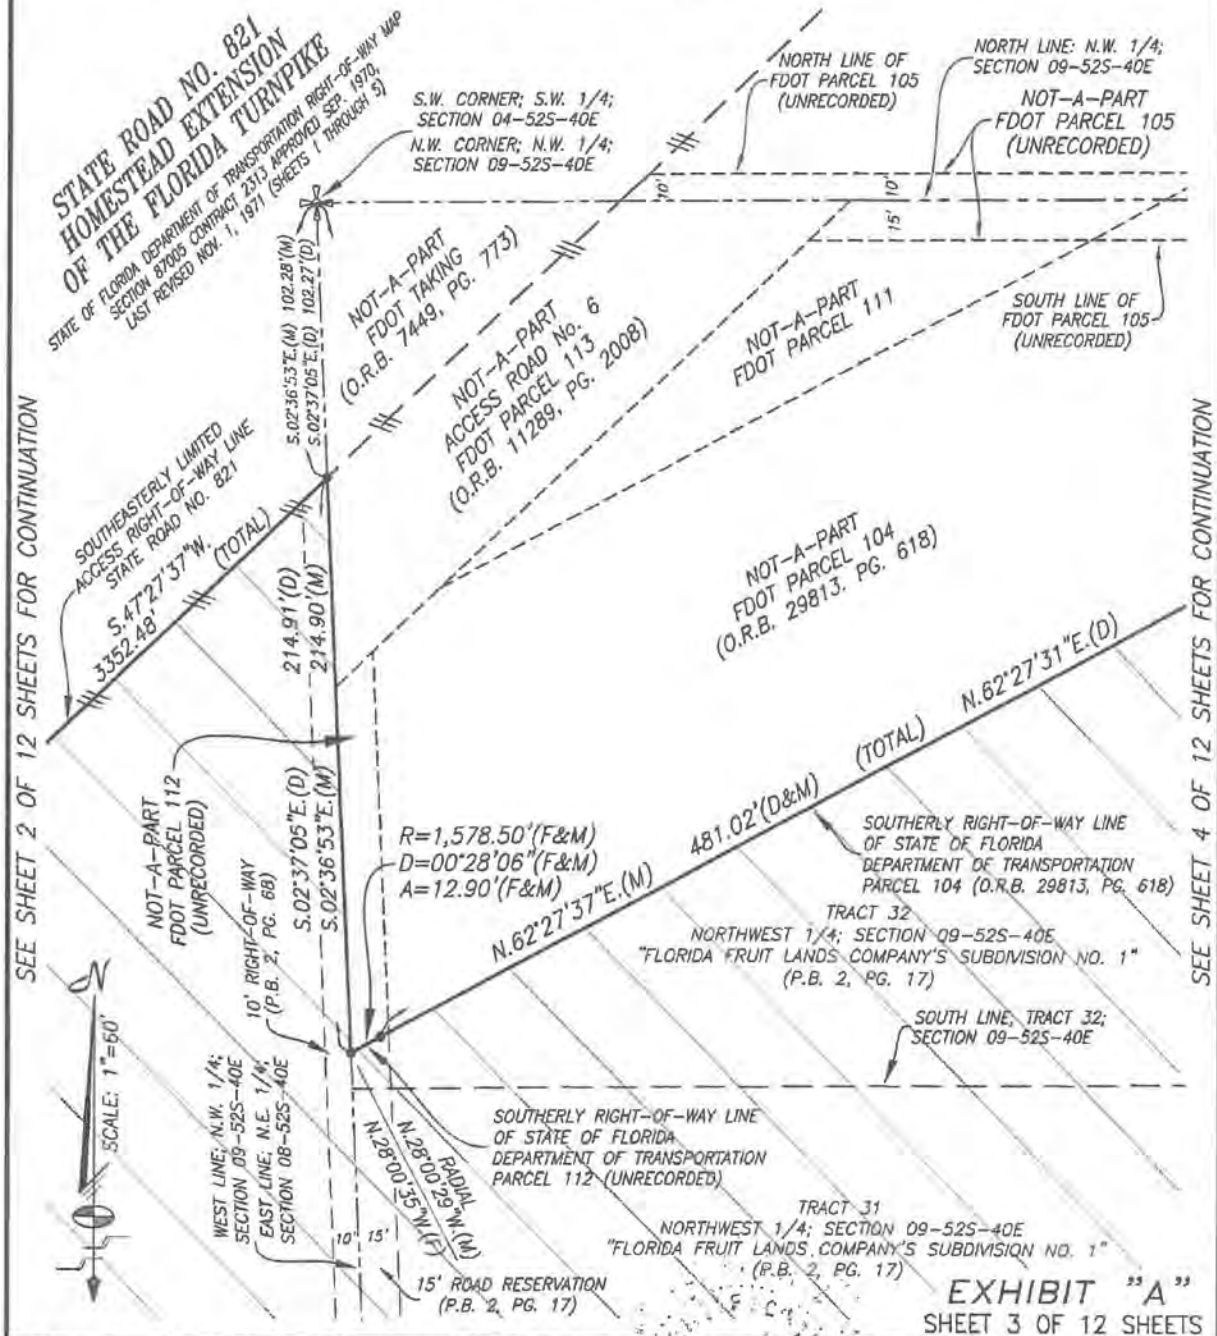 STATE ROAD NO. 821
HOMESTEAD EXTENSION
OF THE FLORIDA TURNPIKE
STATE OF FLORIDA DEPARTMENT OF TRANSPORTATION RIGHT-OF-WAY MAP
SECTION 87005 CONTRACT 2313 APPROVED SEP. 1970,
LAST REVISED NOV. 1, 1971 (SHEETS 1 THROUGH 5)
S.W. CORNER; S.W. 1/4;
SECTION 04-52S-40E
N.W. CORNER; N.W. 1/4;
SECTION 09-52S-40E
NORTH LINE OF
FDOT PARCEL 105
(UNRECORDED)
NORTH LINE: N.W. 1/4;
SECTION 09-52S-40E
NOT-A-PART
FDOT PARCEL 105
(UNRECORDED)
10'
10'
15'
SOUTH LINE OF
FDOT PARCEL 105
(UNRECORDED)
S.02°36'53"E.(M) 102.28'(M)
S.02°37'05"E.(D) 102.27'(D)
NOT-A-PART
FDOT TAKING
(O.R.B. 7449, PG. 773)
NOT-A-PART
ACCESS ROAD No. 6
FDOT PARCEL 113
(O.R.B. 11289, PG. 2008)
NOT-A-PART
FDOT PARCEL 111
SEE SHEET 2 OF 12 SHEETS FOR CONTINUATION
SEE SHEET 4 OF 12 SHEETS FOR CONTINUATION
SOUTHEASTERLY LIMITED
ACCESS RIGHT-OF-WAY LINE
STATE ROAD NO. 821
S.47°27'37"W.
3352.48' (TOTAL)
214.91'(D)
214.90'(M)
NOT-A-PART
FDOT PARCEL 104
(O.R.B. 29813, PG. 618)
NOT-A-PART
FDOT PARCEL 112
(UNRECORDED)
S.02°37'05"E.(D)
S.02°36'53"E.(M)
R=1,578.50'(F&M)
D=00°28'06"(F&M)
A=12.90'(F&M)
N.62°27'37"E.(M) 481.02'(D&M) (TOTAL) N.62°27'31"E.(D)
SOUTHERLY RIGHT-OF-WAY LINE
OF STATE OF FLORIDA
DEPARTMENT OF TRANSPORTATION
PARCEL 104 (O.R.B. 29813, PG. 618)
TRACT 32
NORTHWEST 1/4; SECTION 09-52S-40E
"FLORIDA FRUIT LANDS COMPANY'S SUBDIVISION NO. 1"
(P.B. 2, PG. 17)
10' RIGHT-OF-WAY
(P.B. 2, PG. 68)
SOUTH LINE, TRACT 32;
SECTION 09-52S-40E
N
SCALE: 1"=60'
WEST LINE; N.W. 1/4;
SECTION 09-52S-40E
EAST LINE; N.E. 1/4;
SECTION 08-52S-40E
SOUTHERLY RIGHT-OF-WAY LINE
OF STATE OF FLORIDA
DEPARTMENT OF TRANSPORTATION
PARCEL 112 (UNRECORDED)
RADIAL
N.28°00'29"W.(M)
N.28°00'35"W.(F)
10' 15'
15' ROAD RESERVATION
(P.B. 2, PG. 17)
TRACT 31
NORTHWEST 1/4; SECTION 09-52S-40E
"FLORIDA FRUIT LANDS COMPANY'S SUBDIVISION NO. 1"
(P.B. 2, PG. 17)
EXHIBIT "A"
SHEET 3 OF 12 SHEETS